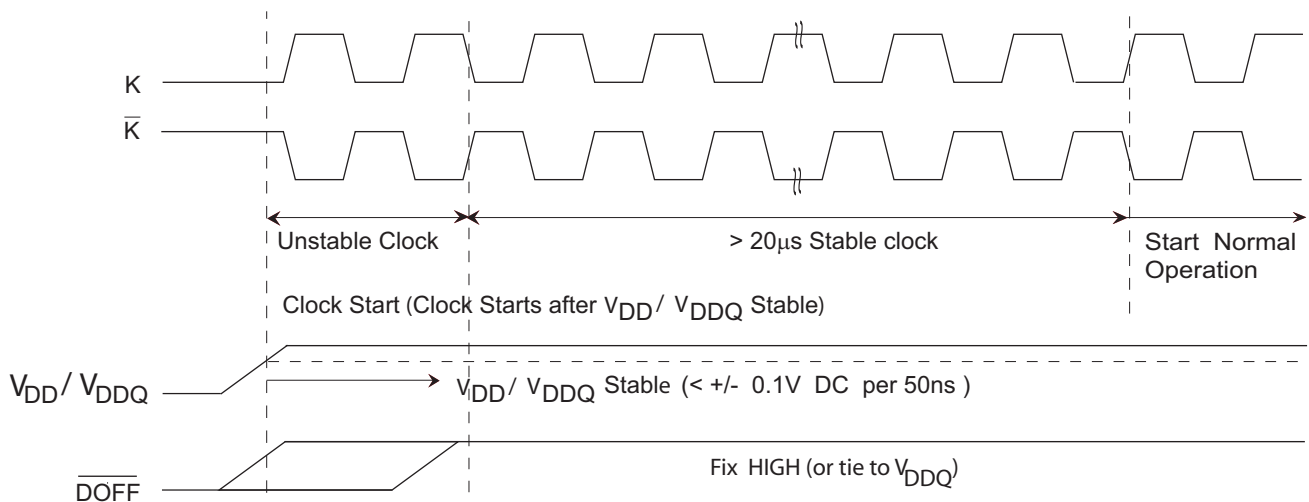 K
K̅
Unstable Clock
> 20μs Stable clock
Start Normal
Operation
Clock Start (Clock Starts after VDD/ VDDQ Stable)
VDD/ VDDQ
VDD/ VDDQ Stable (< +/- 0.1V DC per 50ns )
Fix HIGH (or tie to VDDQ)
D̅O̅F̅F̅